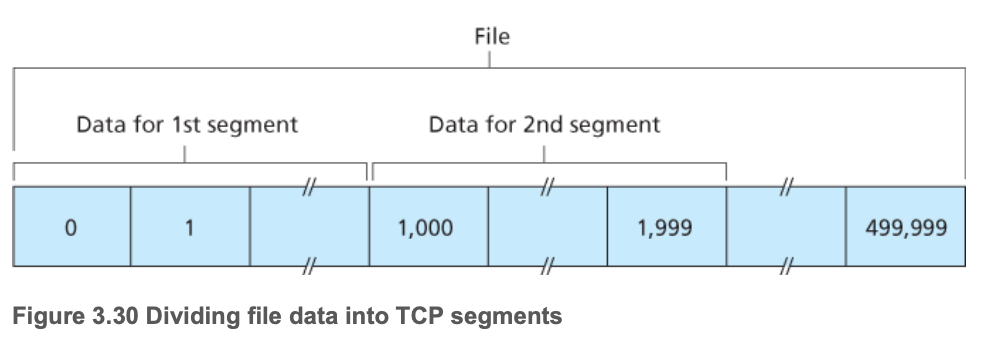 File
Data for 1st segment
Data for 2nd segment
0
1
1,000
1,999
499,999
Figure 3.30 Dividing file data into TCP segments